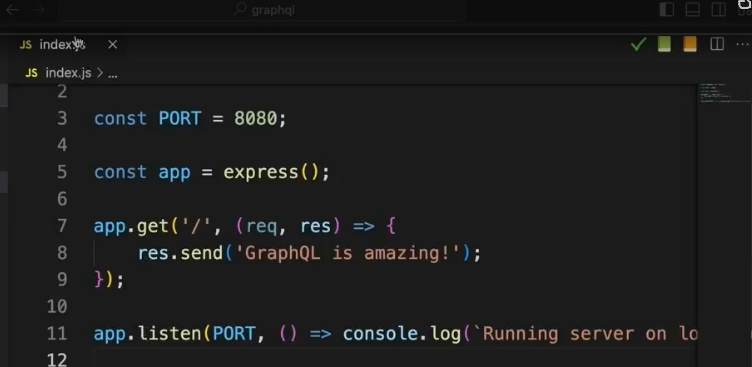 graphql
JS index.js
JS index.js > ...
2
3 const PORT = 8080;
4
5 const app = express();
6
7 app.get('/', (req, res) => {
8 res.send('GraphQL is amazing!');
9 });
10
11 app.listen(PORT, () => console.log(`Running server on lo
12